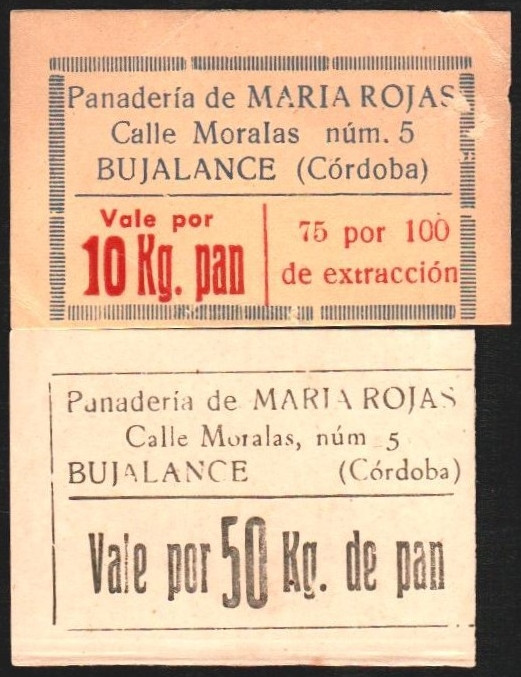 Panadería de MARIA ROJAS
Calle Moralas núm. 5
BUJALANCE (Córdoba)
Vale por
10 Kg. pan
75 por 100
de extracción
Panadería de MARIA ROJAS
Calle Moralas, núm 5
BUJALANCE (Córdoba)
Vale por 50 Kg. de pan